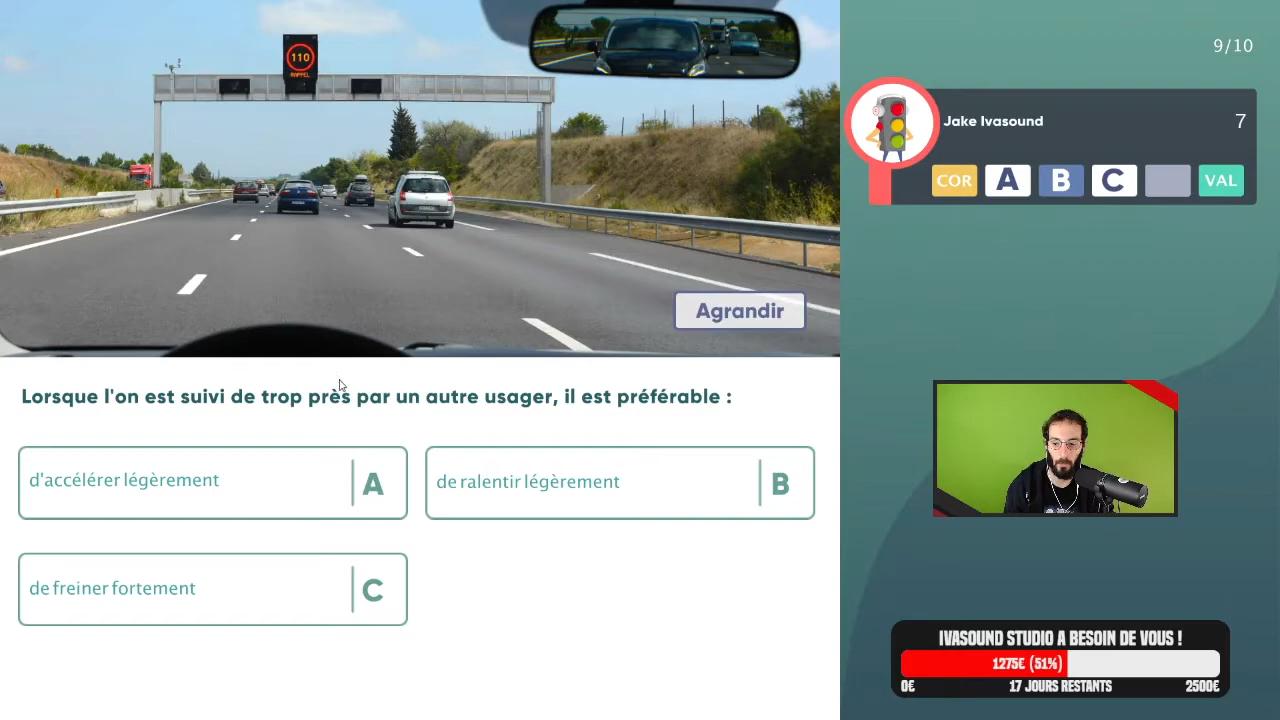 110
RAPPEL
Agrandir
Lorsque l'on est suivi de trop près par un autre usager, il est préférable :
d'accélérer légèrement
A
de ralentir légèrement
B
de freiner fortement
C
9/10
Jake Ivasound
7
COR
A
B
C
VAL
IVASOUND STUDIO A BESOIN DE VOUS !
1275€ (51%)
0€
17 JOURS RESTANTS
2500€